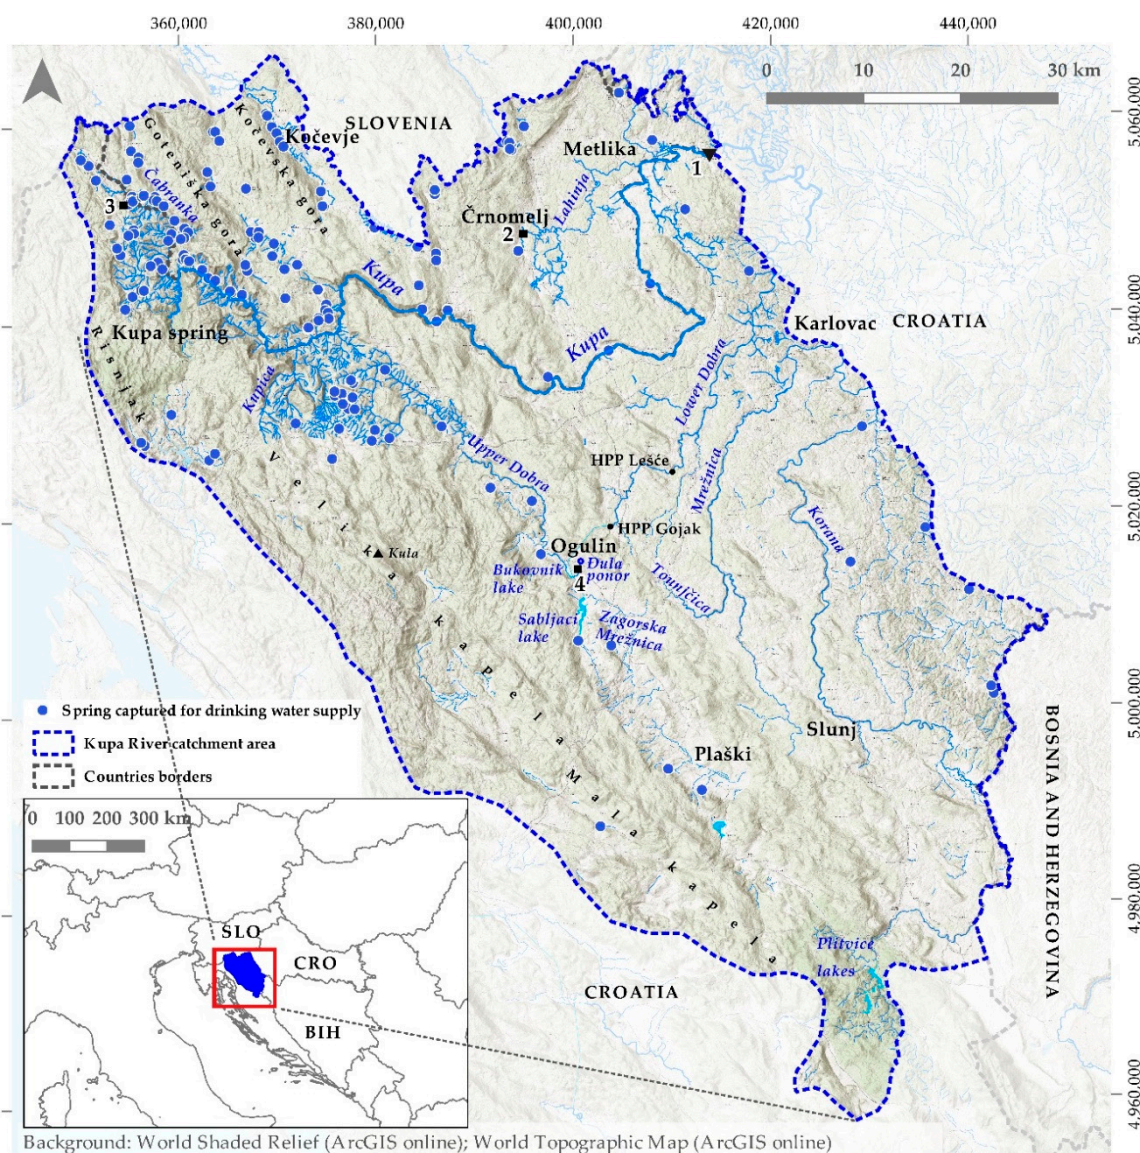 360,000 380,000 400,000 420,000 440,000
0 10 20 30 km
5,060,000
5,040,000
5,020,000
5,000,000
4,980,000
4,960,000
SLOVENIA
Kočevje
Kočevska gora
Goteniška gora
Čabranka
3
Metlika
1
Lahinja
Črnomelj
2
Kupa
Kupa
Kupa spring
Risnjak
Kupica
Karlovac
CROATIA
Lower Dobra
Upper Dobra
HPP Lešće
Mrežnica
HPP Gojak
Korana
Velika kapela
Kula
Ogulin
Đula
ponor
4
Bukovnik
lake
Sabljaci
lake
Zagorska
Mrežnica
Slunj
Plaški
Mala kapela
BOSNIA AND HERZEGOVINA
Plitvice
lakes
CROATIA
Spring captured for drinking water supply
Kupa River catchment area
Countries borders
0 100 200 300 km
SLO
CRO
BIH
Background: World Shaded Relief (ArcGIS online); World Topographic Map (ArcGIS online)